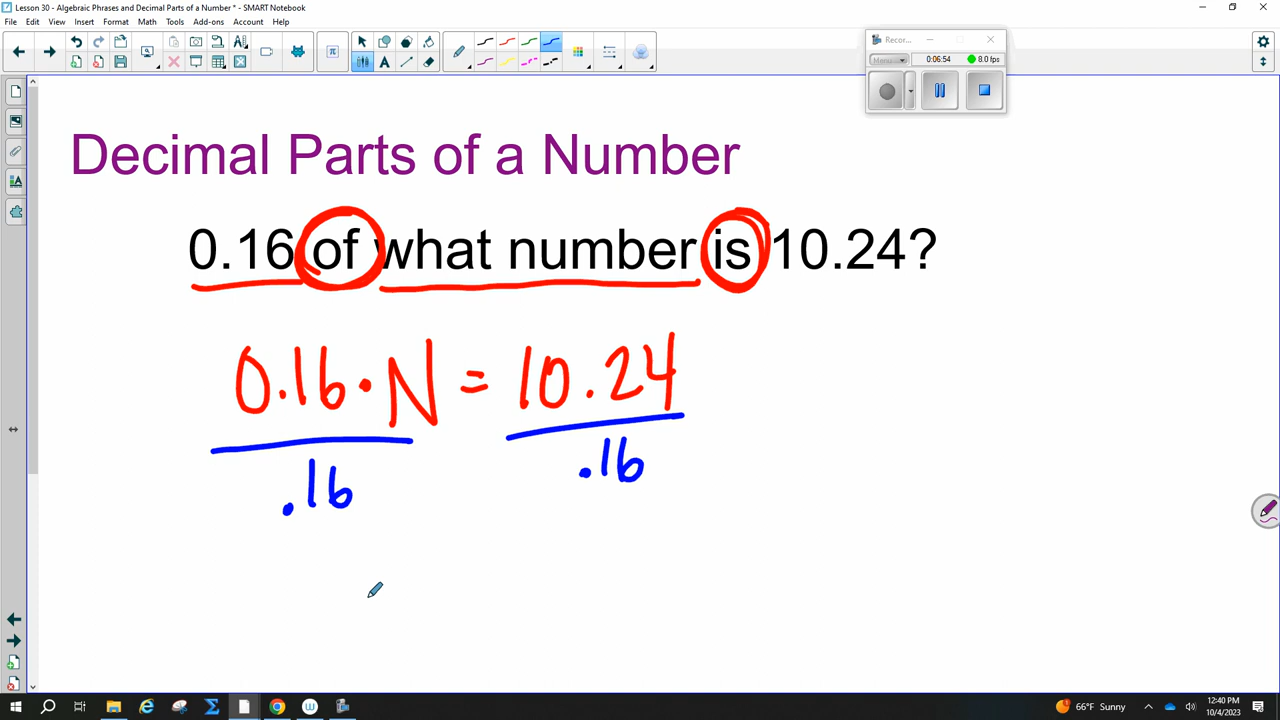 Lesson 30 - Algebraic Phrases and Decimal Parts of a Number * - SMART Notebook
File Edit View Insert Format Math Tools Add-ons Account Help
Recor...
Menu 0:06:54 8.0 fps
Decimal Parts of a Number
0.16 of what number is 10.24?
0.16 · N = 10.24
.16 .16
66°F Sunny 12:40 PM
10/4/2023